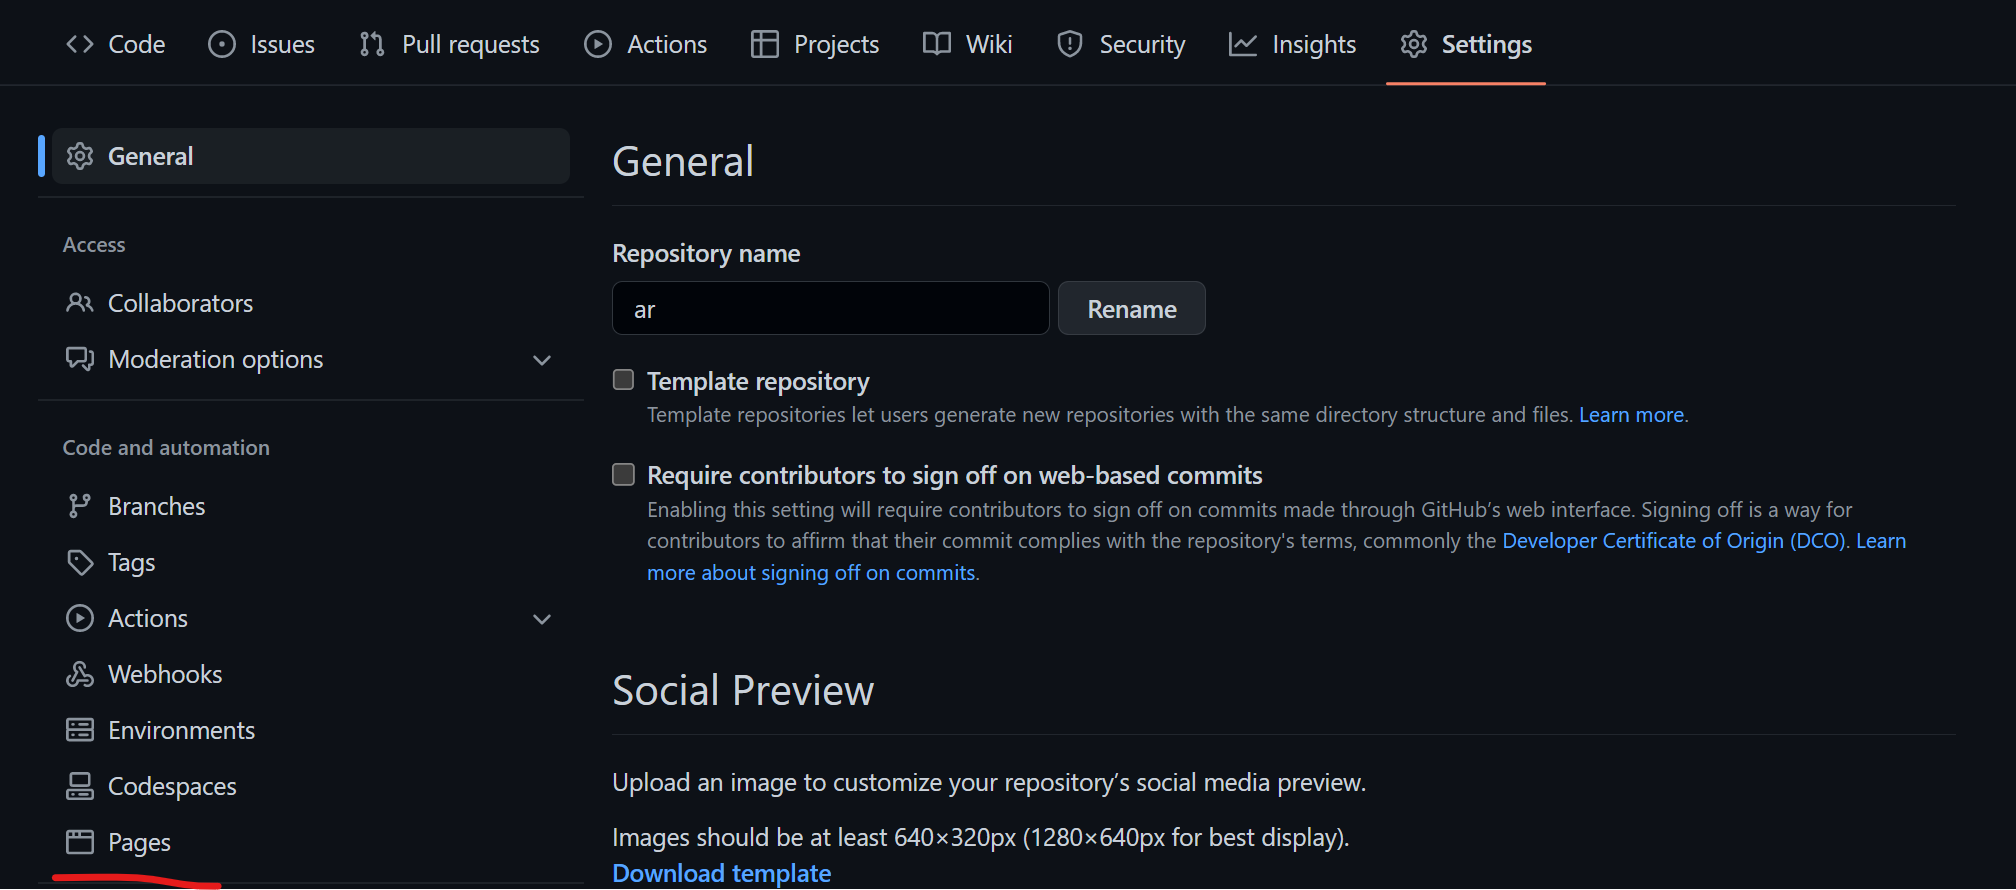 Code Issues Pull requests Actions Projects Wiki Security Insights Settings
General
Access
Collaborators
Moderation options
Code and automation
Branches
Tags
Actions
Webhooks
Environments
Codespaces
Pages
General
Repository name
ar Rename
Template repository
Template repositories let users generate new repositories with the same directory structure and files. Learn more.
Require contributors to sign off on web-based commits
Enabling this setting will require contributors to sign off on commits made through GitHub’s web interface. Signing off is a way for
contributors to affirm that their commit complies with the repository's terms, commonly the Developer Certificate of Origin (DCO). Learn
more about signing off on commits.
Social Preview
Upload an image to customize your repository’s social media preview.
Images should be at least 640×320px (1280×640px for best display).
Download template